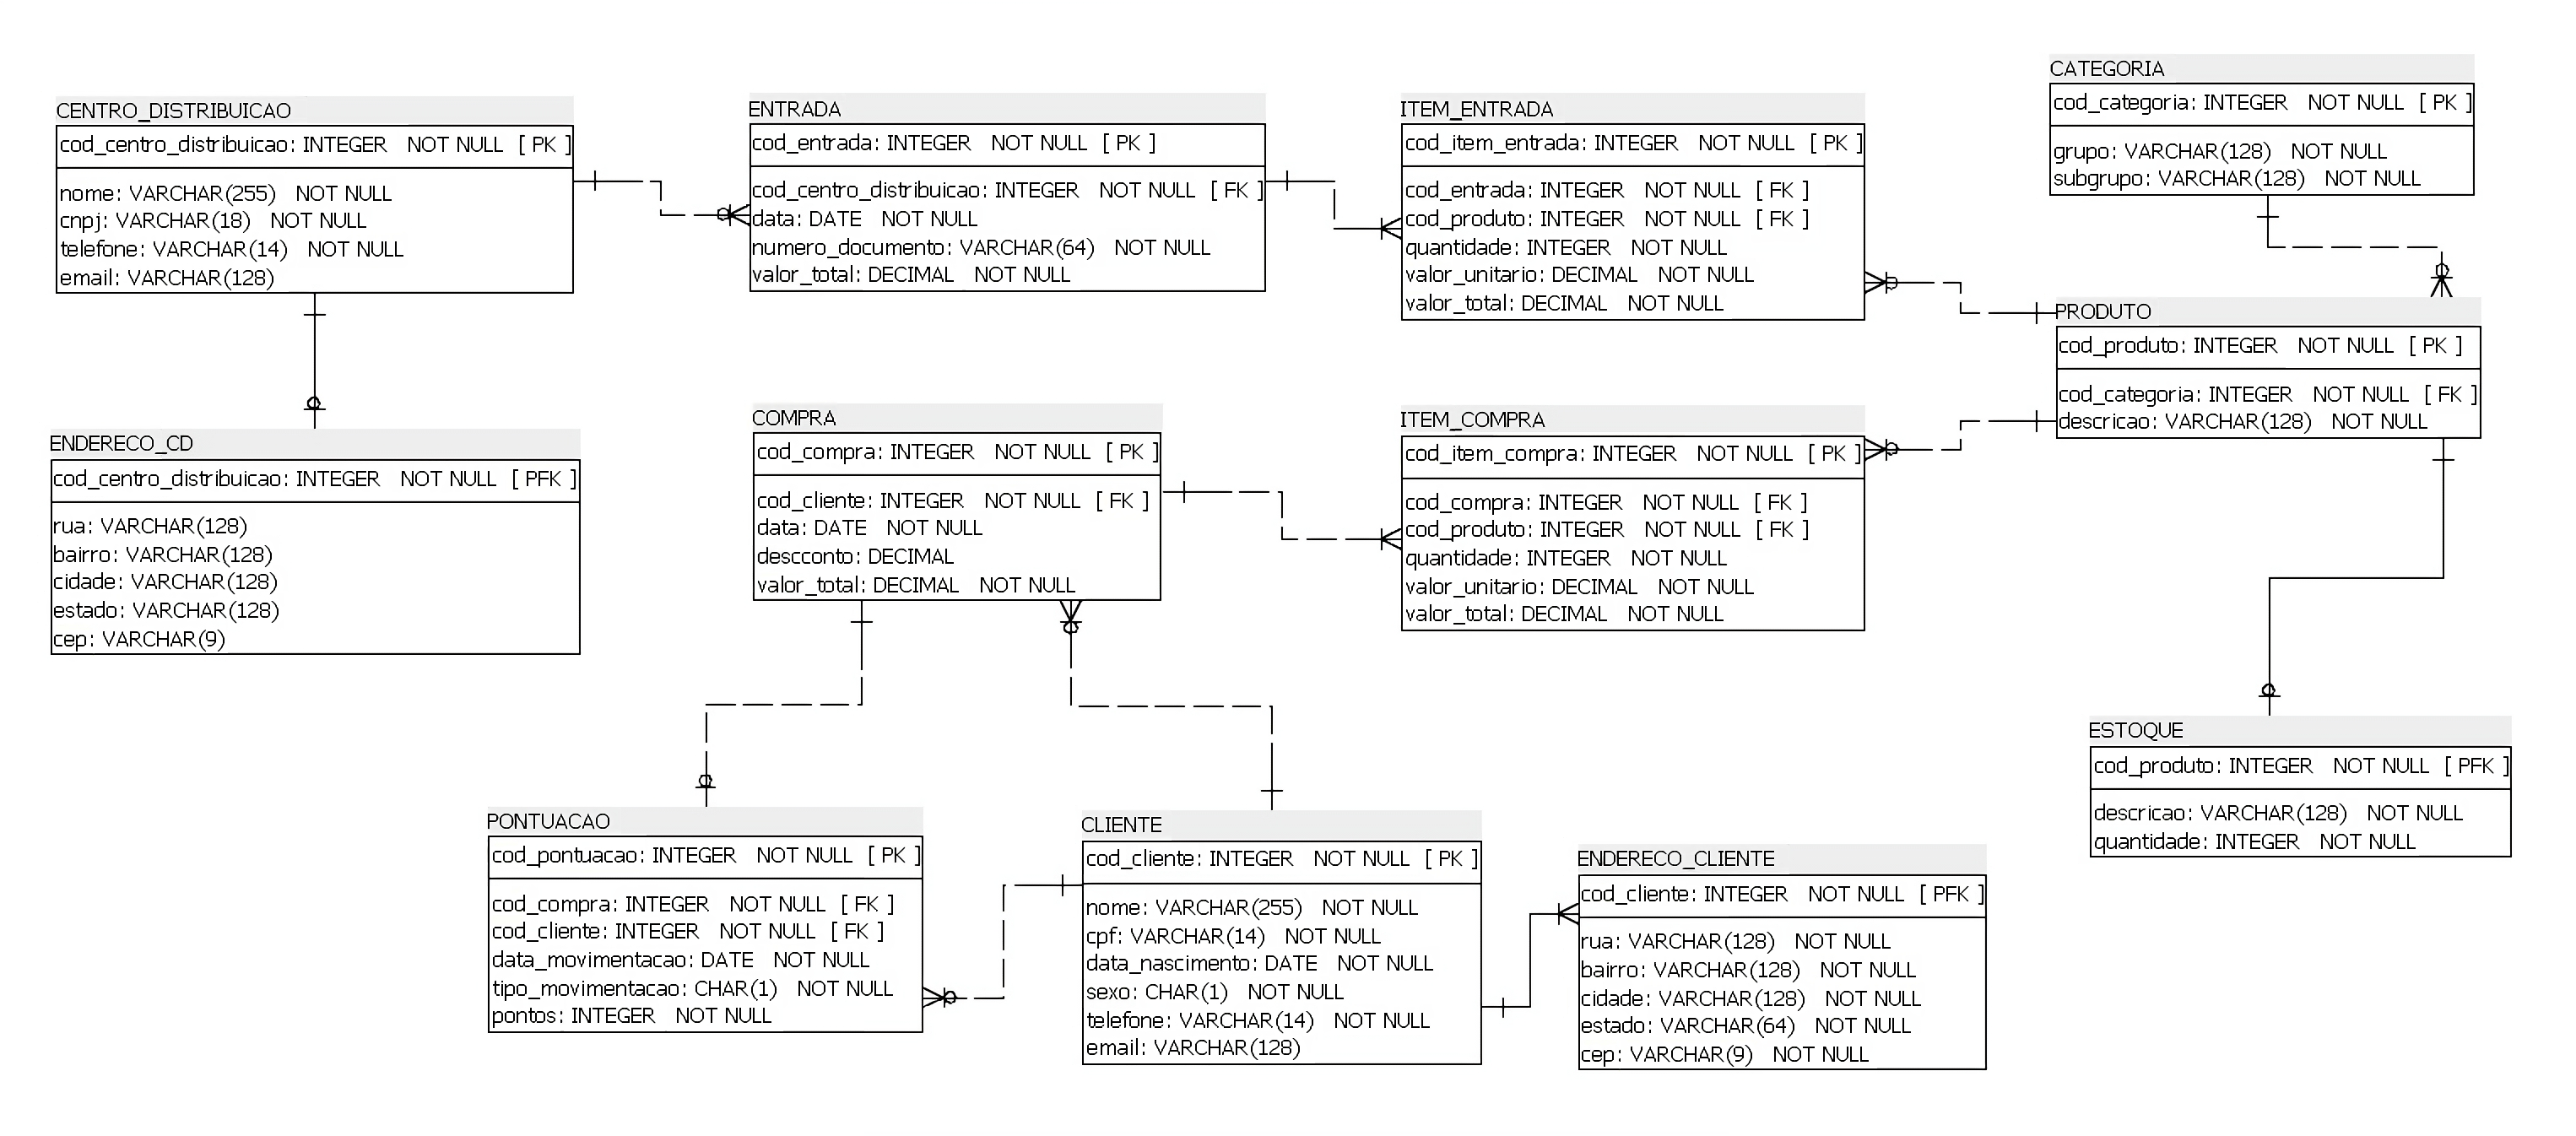 CENTRO_DISTRIBUICAO
cod_centro_distribuicao: INTEGER NOT NULL [ PK ]
nome: VARCHAR(255) NOT NULL
cnpj: VARCHAR(18) NOT NULL
telefone: VARCHAR(14) NOT NULL
email: VARCHAR(128)
ENTRADA
cod_entrada: INTEGER NOT NULL [ PK ]
cod_centro_distribuicao: INTEGER NOT NULL [ FK ]
data: DATE NOT NULL
numero_documento: VARCHAR(64) NOT NULL
valor_total: DECIMAL NOT NULL
ITEM_ENTRADA
cod_item_entrada: INTEGER NOT NULL [ PK ]
cod_entrada: INTEGER NOT NULL [ FK ]
cod_produto: INTEGER NOT NULL [ FK ]
quantidade: INTEGER NOT NULL
valor_unitario: DECIMAL NOT NULL
valor_total: DECIMAL NOT NULL
CATEGORIA
cod_categoria: INTEGER NOT NULL [ PK ]
grupo: VARCHAR(128) NOT NULL
subgrupo: VARCHAR(128) NOT NULL
PRODUTO
cod_produto: INTEGER NOT NULL [ PK ]
cod_categoria: INTEGER NOT NULL [ FK ]
descricao: VARCHAR(128) NOT NULL
ENDERECO_CD
cod_centro_distribuicao: INTEGER NOT NULL [ PFK ]
rua: VARCHAR(128)
bairro: VARCHAR(128)
cidade: VARCHAR(128)
estado: VARCHAR(128)
cep: VARCHAR(9)
COMPRA
cod_compra: INTEGER NOT NULL [ PK ]
cod_cliente: INTEGER NOT NULL [ FK ]
data: DATE NOT NULL
descconto: DECIMAL
valor_total: DECIMAL NOT NULL
ITEM_COMPRA
cod_item_compra: INTEGER NOT NULL [ PK ]
cod_compra: INTEGER NOT NULL [ FK ]
cod_produto: INTEGER NOT NULL [ FK ]
quantidade: INTEGER NOT NULL
valor_unitario: DECIMAL NOT NULL
valor_total: DECIMAL NOT NULL
ESTOQUE
cod_produto: INTEGER NOT NULL [ PFK ]
descricao: VARCHAR(128) NOT NULL
quantidade: INTEGER NOT NULL
PONTUACAO
cod_pontuacao: INTEGER NOT NULL [ PK ]
cod_compra: INTEGER NOT NULL [ FK ]
cod_cliente: INTEGER NOT NULL [ FK ]
data_movimentacao: DATE NOT NULL
tipo_movimentacao: CHAR(1) NOT NULL
pontos: INTEGER NOT NULL
CLIENTE
cod_cliente: INTEGER NOT NULL [ PK ]
nome: VARCHAR(255) NOT NULL
cpf: VARCHAR(14) NOT NULL
data_nascimento: DATE NOT NULL
sexo: CHAR(1) NOT NULL
telefone: VARCHAR(14) NOT NULL
email: VARCHAR(128)
ENDERECO_CLIENTE
cod_cliente: INTEGER NOT NULL [ PFK ]
rua: VARCHAR(128) NOT NULL
bairro: VARCHAR(128) NOT NULL
cidade: VARCHAR(128) NOT NULL
estado: VARCHAR(64) NOT NULL
cep: VARCHAR(9) NOT NULL